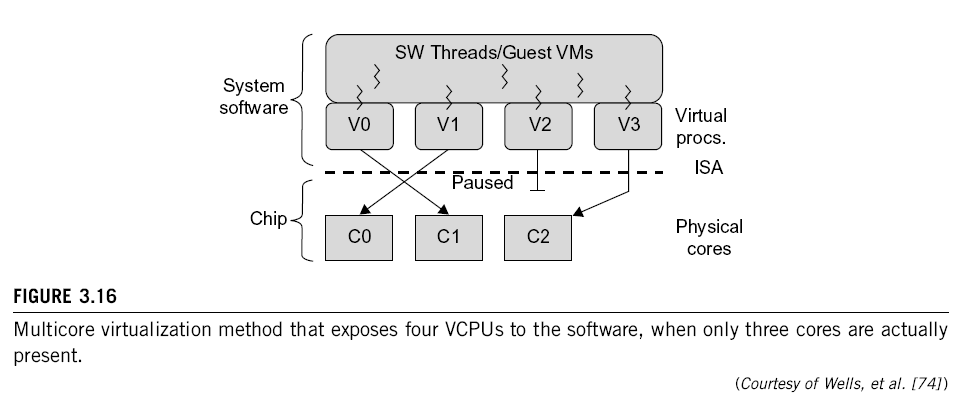 SW Threads/Guest VMs
System
software
V0 V1 V2 V3
Virtual
procs.
ISA
Paused
Chip
C0 C1 C2
Physical
cores
FIGURE 3.16
Multicore virtualization method that exposes four VCPUs to the software, when only three cores are actually
present.
(Courtesy of Wells, et al. [74])